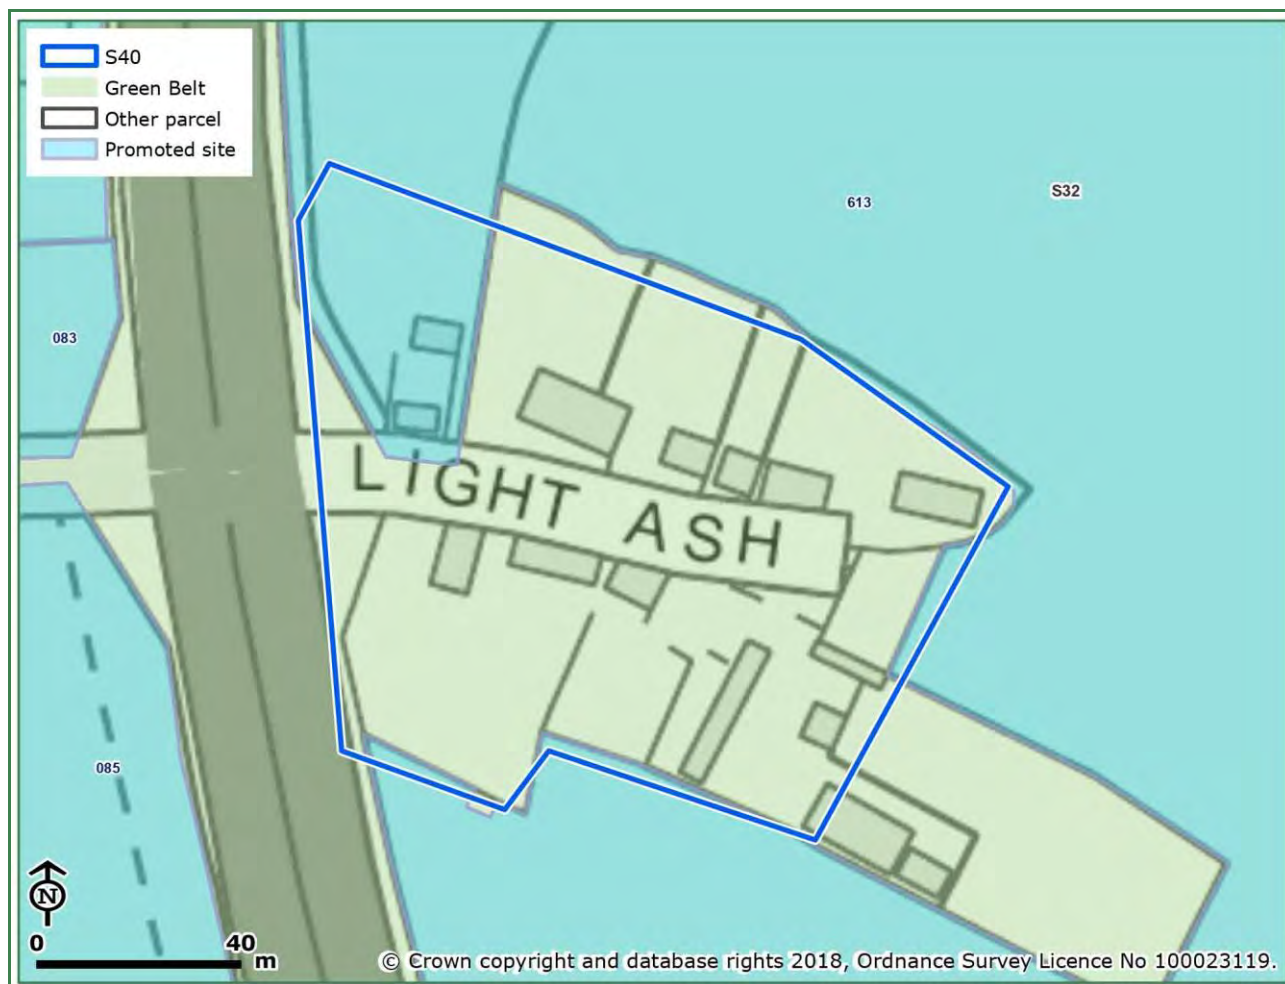 S40
Green Belt
Other parcel
Promoted site
613
S32
083
LIGHT ASH
085
N
0 40 m
© Crown copyright and database rights 2018, Ordnance Survey Licence No 100023119.